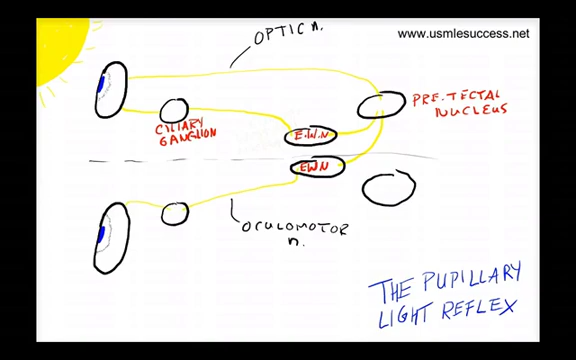 OPTIC n.
www.usmlesuccess.net
PRE-TECTAL
NUCLEUS
CILIARY
GANGLION
E.W.N
EWN
OCULOMOTOR
n.
THE PUPILLARY
LIGHT REFLEX